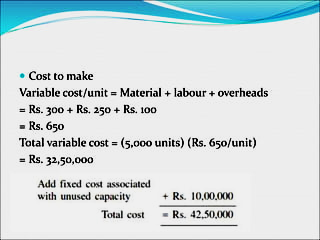 Cost to make
Variable cost/unit = Material + labour + overheads
= Rs. 300 + Rs. 250 + Rs. 100
= Rs. 650
Total variable cost = (5,000 units) (Rs. 650/unit)
= Rs. 32,50,000
Add fixed cost associated
with unused capacity + Rs. 10,00,000
Total cost = Rs. 42,50,000